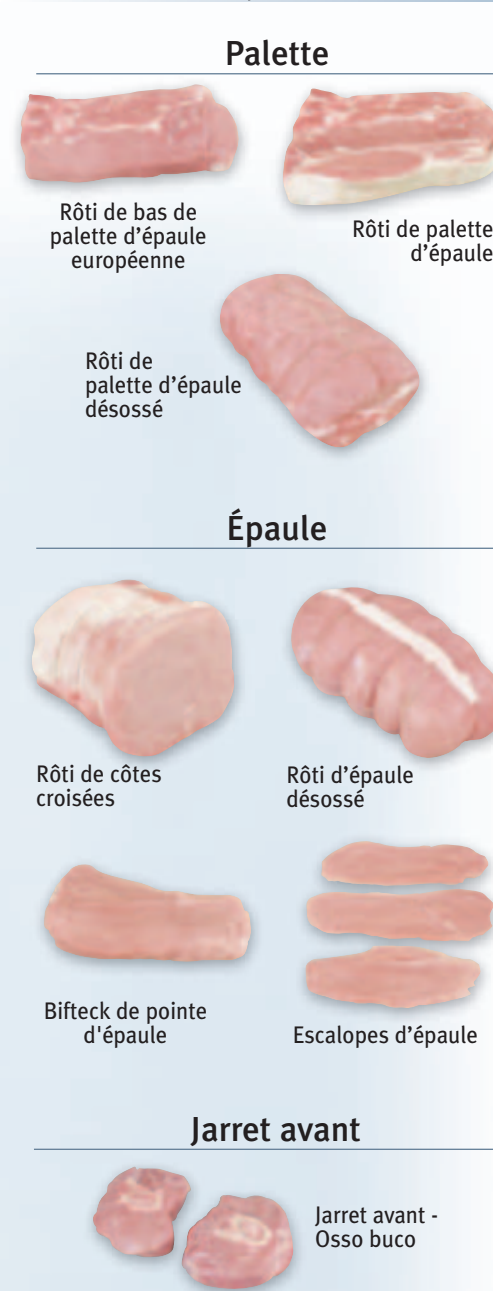 Palette
Rôti de bas de
palette d’épaule
européenne
Rôti de palette
d’épaule
Rôti de
palette d’épaule
désossé
Épaule
Rôti de côtes
croisées
Rôti d’épaule
désossé
Bifteck de pointe
d'épaule
Escalopes d’épaule
Jarret avant
Jarret avant -
Osso buco